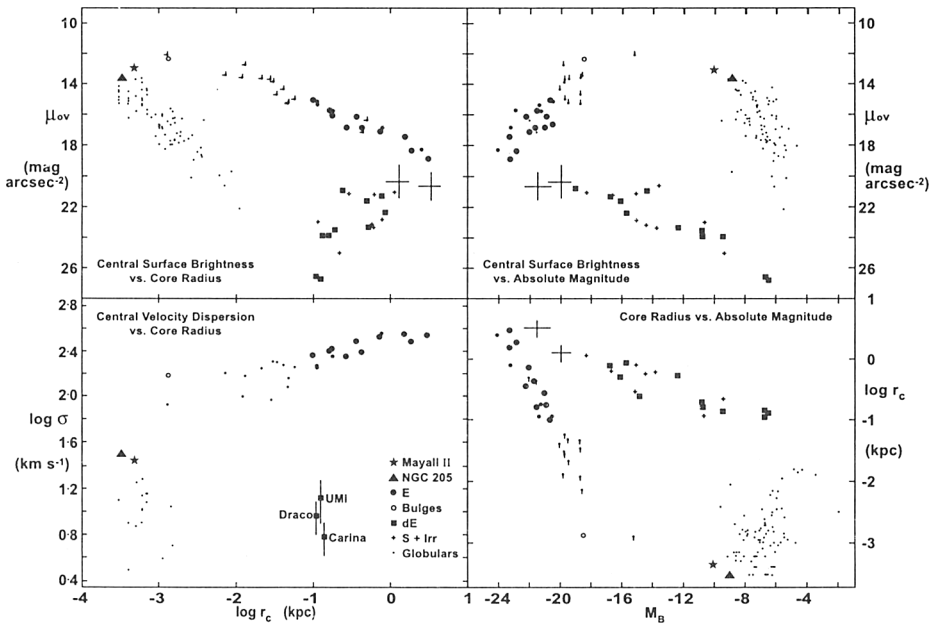 10
14
μov
18
(mag
arcsec-2)
22
26
Central Surface Brightness
vs. Core Radius
10
14
μov
18
(mag
arcsec-2)
22
26
Central Surface Brightness
vs. Absolute Magnitude
2·8
2·4
2·0
log σ
1·6
(km s-1)
1·2
0·8
0·4
Central Velocity Dispersion
vs. Core Radius
UMI
Draco
Carina
Mayall II
NGC 205
E
Bulges
dE
S + Irr
Globulars
-4
-3
-2
-1
0
1
log rc (kpc)
Core Radius vs. Absolute Magnitude
1
0
log rc
-1
(kpc)
-2
-3
-24
-20
-16
-12
-8
-4
MB